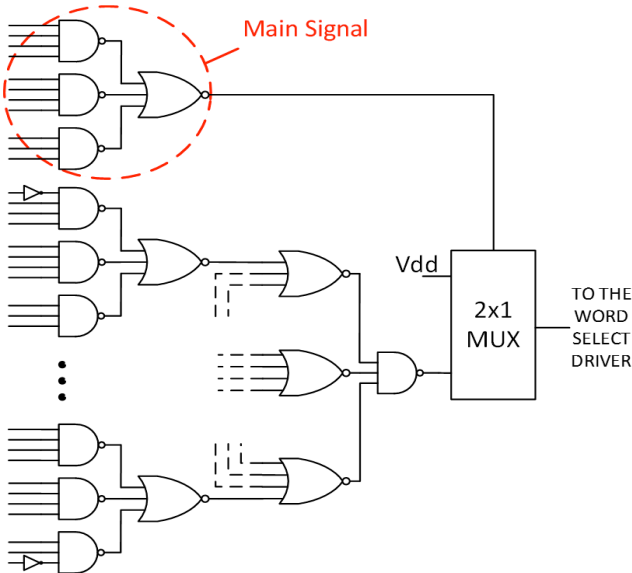 Main Signal
Vdd
2x1
MUX
TO THE
WORD
SELECT
DRIVER